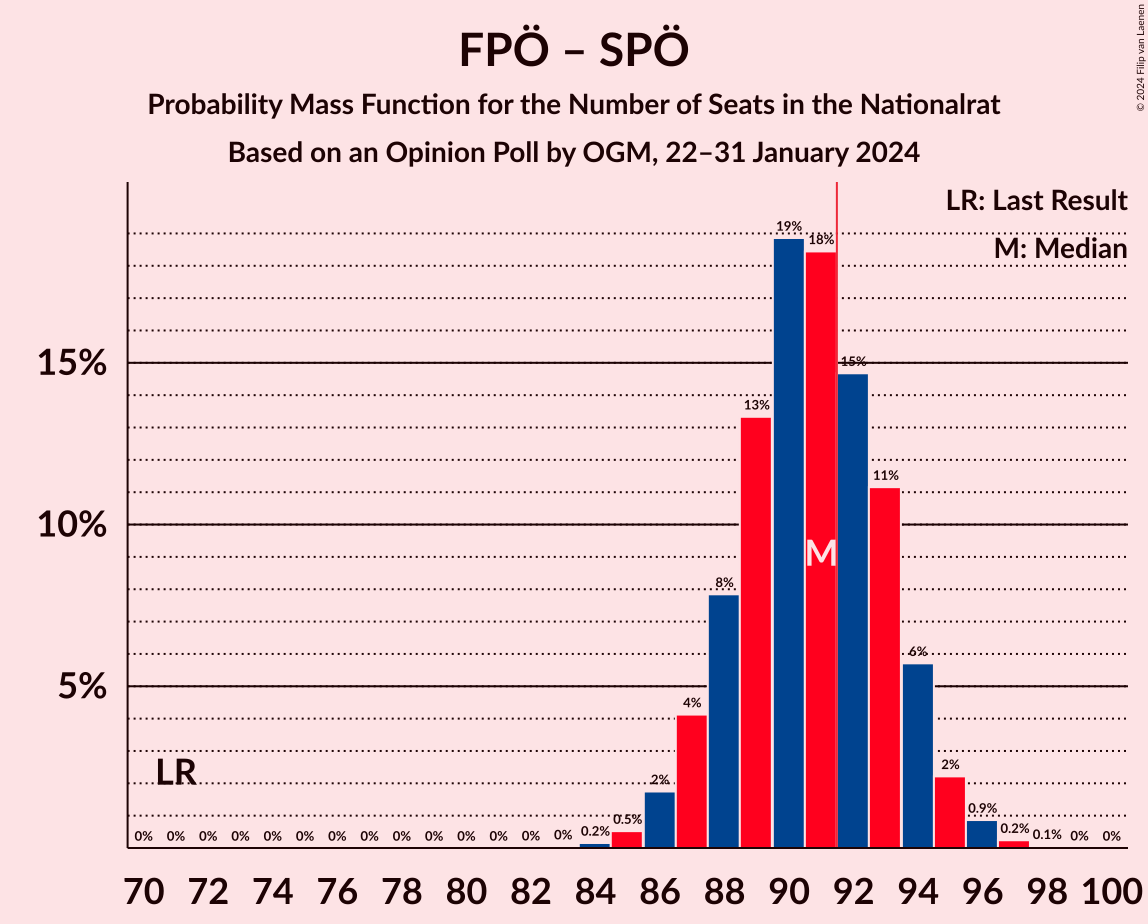 FPÖ – SPÖ
Probability Mass Function for the Number of Seats in the Nationalrat
Based on an Opinion Poll by OGM, 22–31 January 2024
© 2024 Filip van Laenen
LR: Last Result
M: Median
19%
18%
15%
15%
13%
11%
10%
M
8%
6%
5%
4%
LR
2%
2%
0.9%
0% 0% 0% 0% 0% 0% 0% 0% 0% 0% 0% 0% 0% 0% 0.2% 0.5% 0.2% 0.1% 0% 0%
70 72 74 76 78 80 82 84 86 88 90 92 94 96 98 100